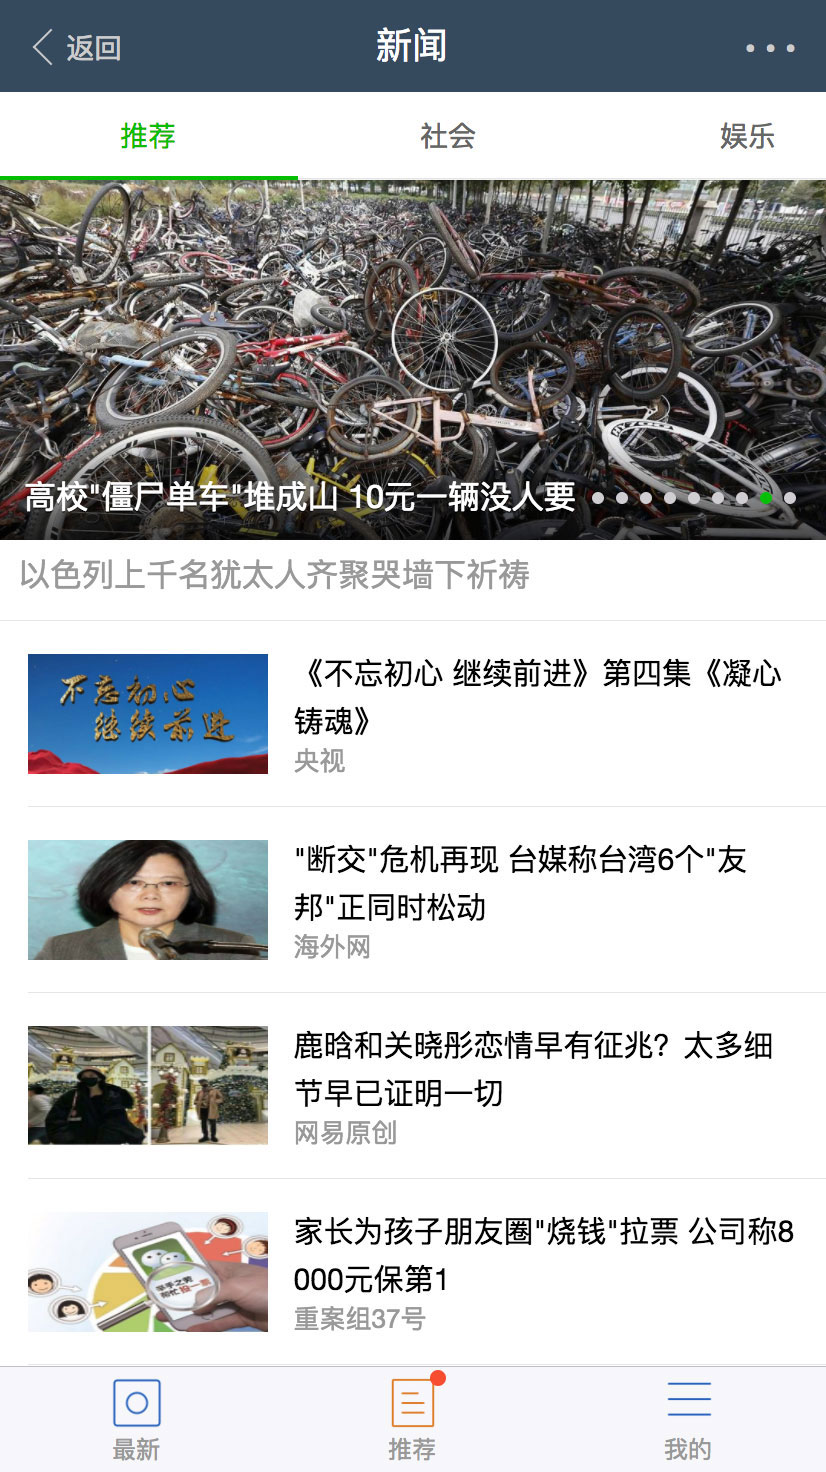 返回
新闻
推荐
社会
娱乐
高校"僵尸单车"堆成山 10元一辆没人要
以色列上千名犹太人齐聚哭墙下祈祷
不忘初心
继续前进
《不忘初心 继续前进》第四集《凝心
铸魂》
央视
"断交"危机再现 台媒称台湾6个"友
邦"正同时松动
海外网
鹿晗和关晓彤恋情早有征兆？太多细
节早已证明一切
网易原创
家长为孩子朋友圈"烧钱"拉票 公司称8
000元保第1
重案组37号
最新
推荐
我的